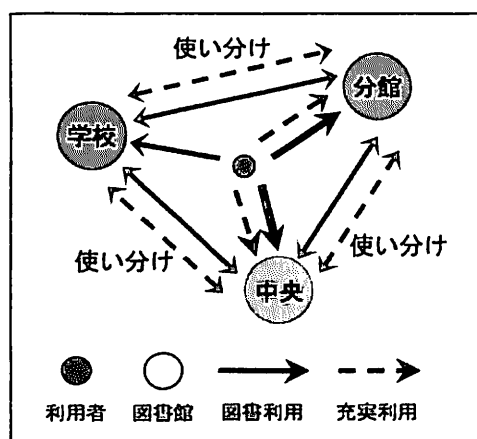 使い分け
分館
学校
使い分け
使い分け
中央
利用者 図書館 図書利用 充実利用